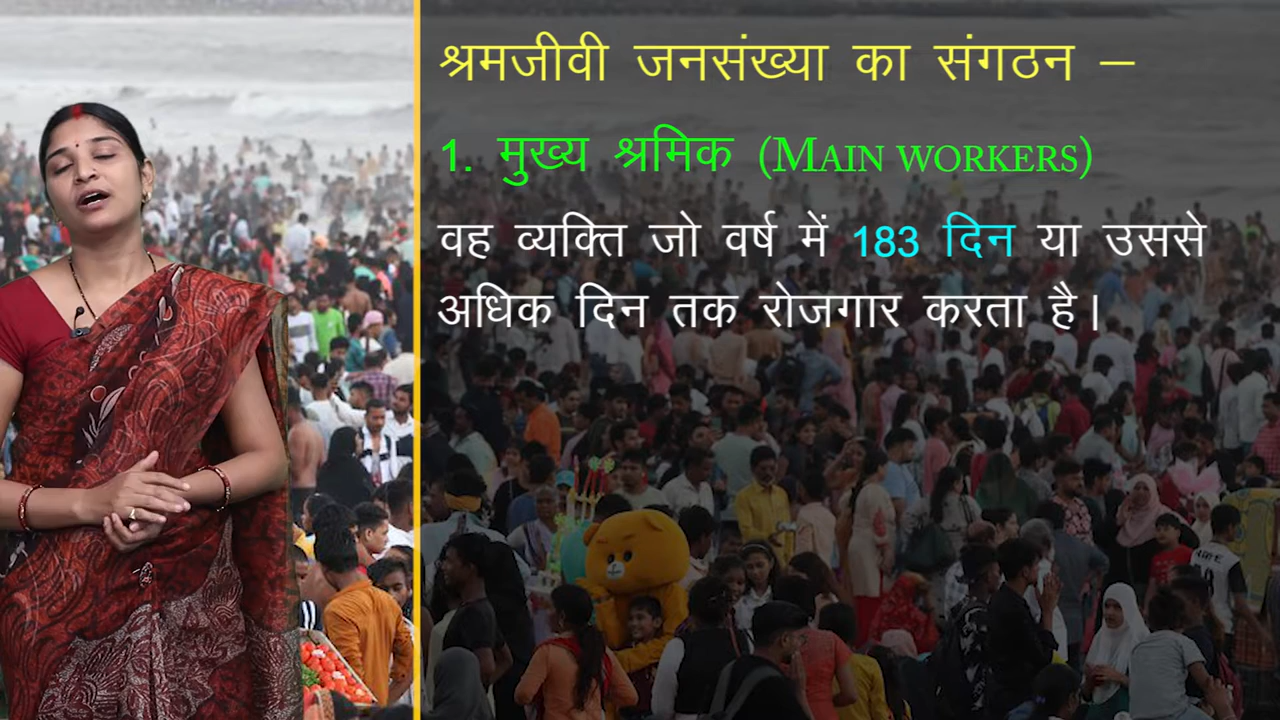 श्रमजीवी जनसंख्या का संगठन –
1. मुख्य श्रमिक (MAIN WORKERS)
वह व्यक्ति जो वर्ष में 183 दिन या उससे
अधिक दिन तक रोजगार करता है।